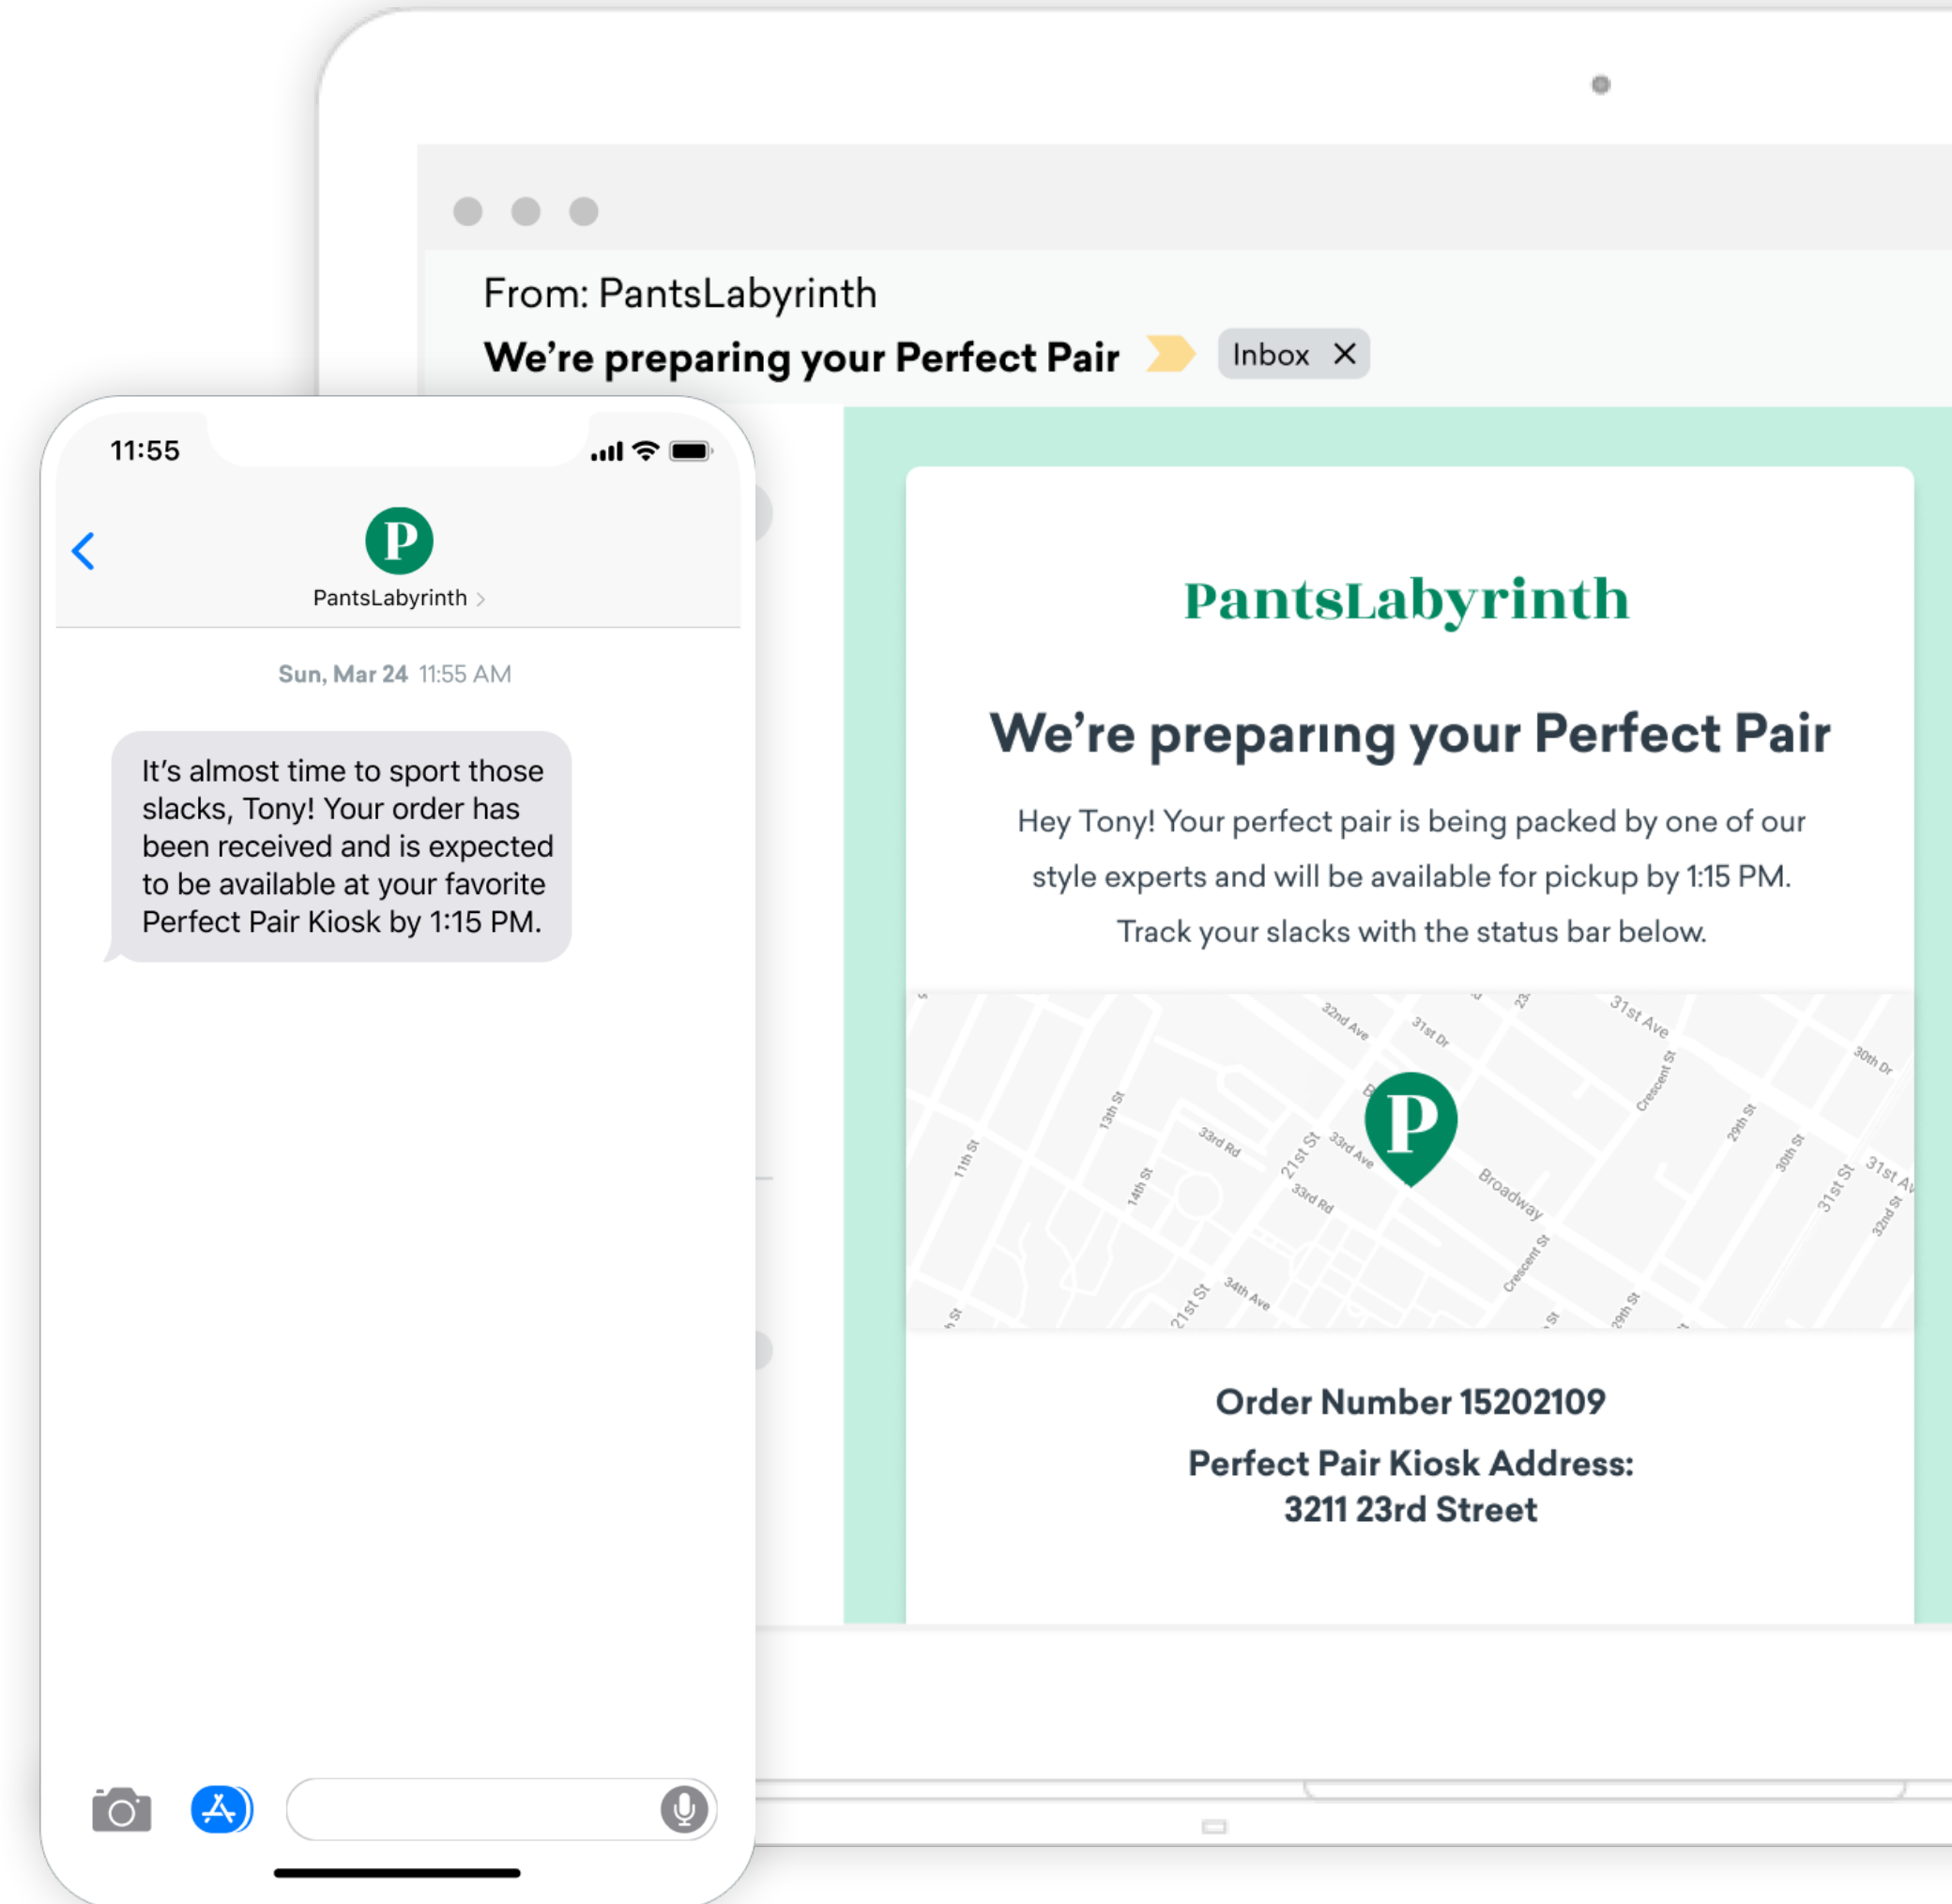 From: PantsLabyrinth
We're preparing your Perfect Pair
Inbox
11:55
P
PantsLabyrinth
Sun, Mar 24 11:55 AM
It's almost time to sport those
slacks, Tony! Your order has
been received and is expected
to be available at your favorite
Perfect Pair Kiosk by 1:15 PM.
PantsLabyrinth
We're preparing your Perfect Pair
Hey Tony! Your perfect pair is being packed by one of our
style experts and will be available for pickup by 1:15 PM.
Track your slacks with the status bar below.
32nd Ave
31st Dr
31st Ave
30th Dr
Crescent St
13th St
29th St
P
11th St
33rd Rd
21st St
33rd Ave
30th St
14th St
33rd Rd
Broadway
31st St
31st Av
32nd St
Crescent St
21st St
34th Ave
29th St
St
St
Order Number 15202109
Perfect Pair Kiosk Address:
3211 23rd Street